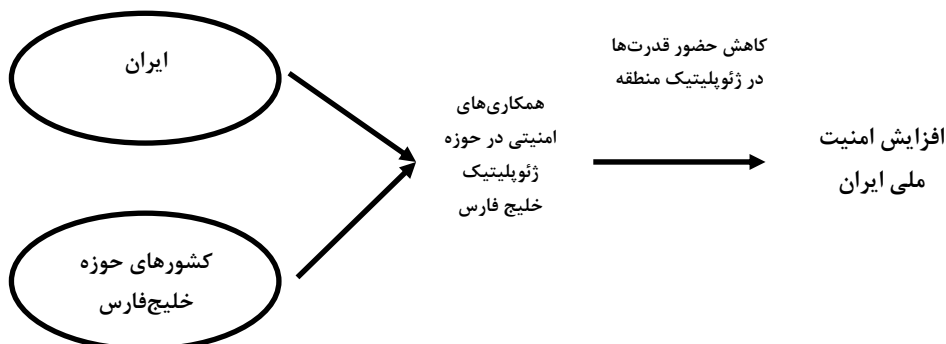 ایران
کشورهای حوزه
خلیج‌فارس
همکاری‌های
امنیتی در حوزه
ژئوپلیتیک
خلیج فارس
کاهش حضور قدرت‌ها
در ژئوپلیتیک منطقه
افزایش امنیت
ملی ایران